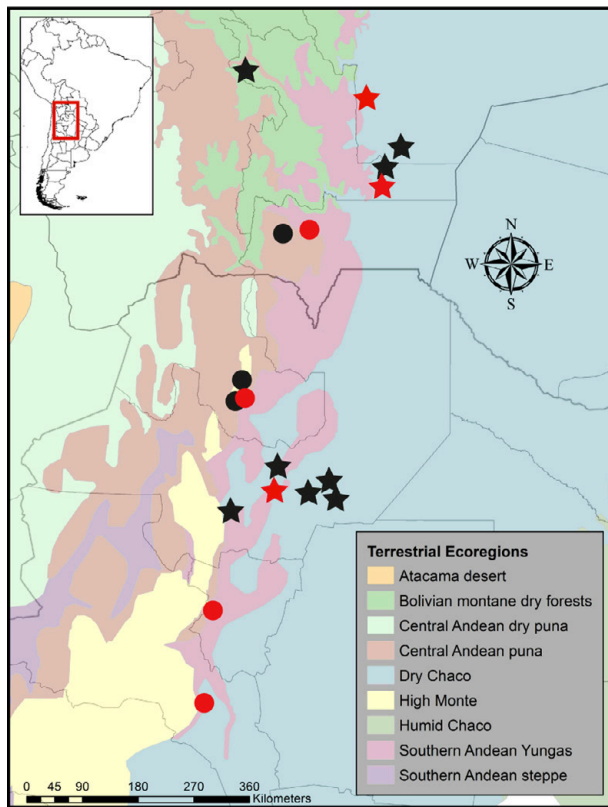 N
W E
S
Terrestrial Ecoregions
Atacama desert
Bolivian montane dry forests
Central Andean dry puna
Central Andean puna
Dry Chaco
High Monte
Humid Chaco
Southern Andean Yungas
Southern Andean steppe
0 45 90 180 270 360
Kilometers